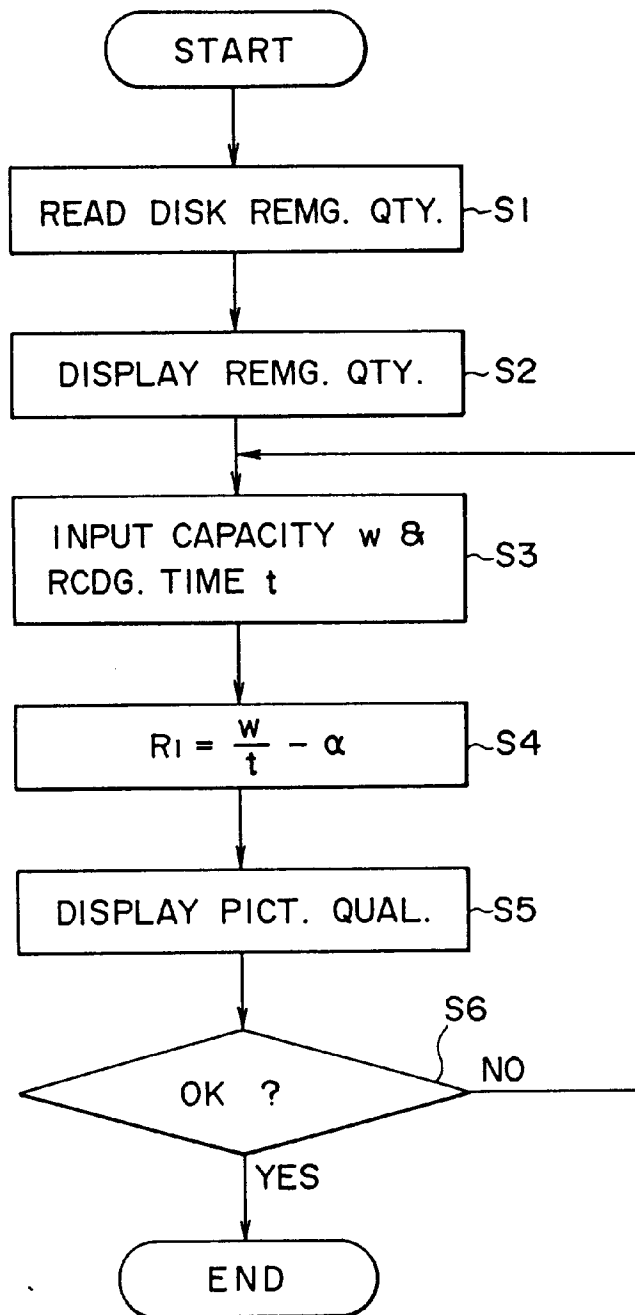 START
READ DISK REMG. QTY.
S1
DISPLAY REMG. QTY.
S2
INPUT CAPACITY w &
RCDG. TIME t
S3
R1 = w/t - α
S4
DISPLAY PICT. QUAL.
S5
S6
OK ?
NO
YES
END